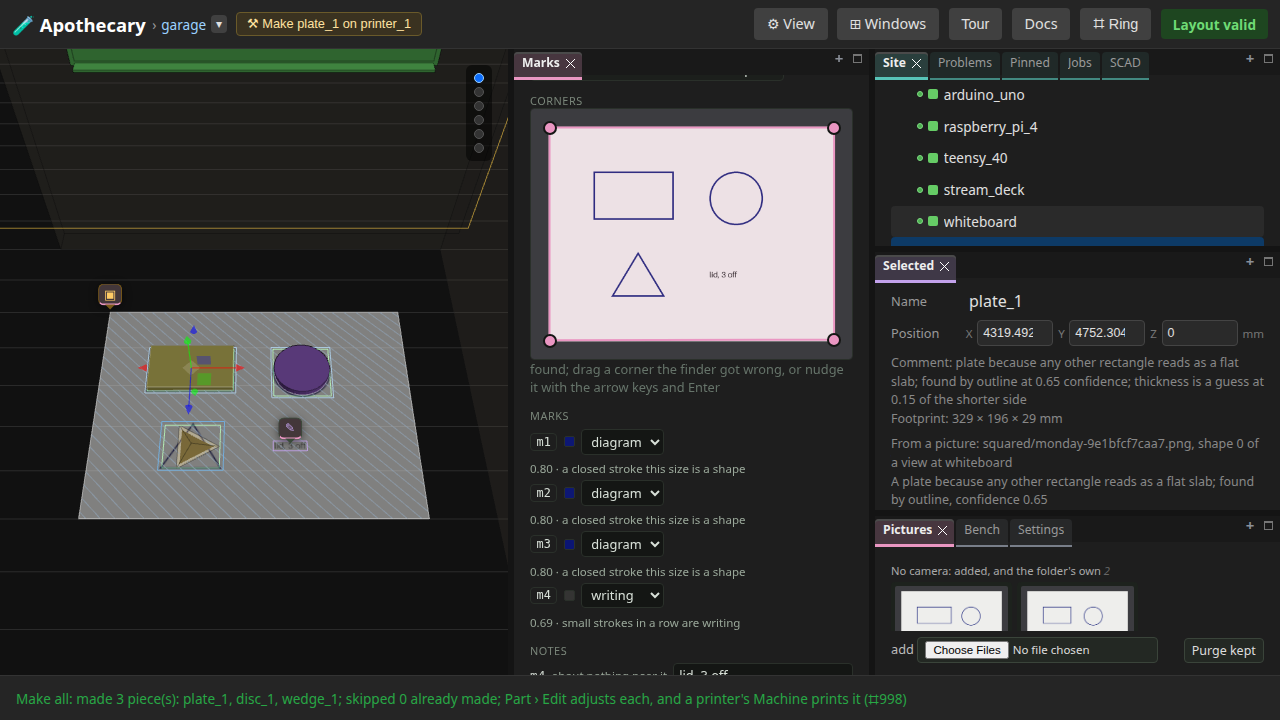 Apothecary › garage ▾ ⚒ Make plate_1 on printer_1
⚙ View ⊞ Windows Tour Docs ⌗ Ring Layout valid
Marks
CORNERS
lid, 3 off
found; drag a corner the finder got wrong, or nudge
it with the arrow keys and Enter
MARKS
m1 diagram
0.80 · a closed stroke this size is a shape
m2 diagram
0.80 · a closed stroke this size is a shape
m3 diagram
0.80 · a closed stroke this size is a shape
m4 writing
0.69 · small strokes in a row are writing
NOTES
Site Problems Pinned Jobs SCAD
arduino_uno
raspberry_pi_4
teensy_40
stream_deck
whiteboard
Selected
Name plate_1
Position X 4319.492 Y 4752.304 Z 0 mm
Comment: plate because any other rectangle reads as a flat
slab; found by outline at 0.65 confidence; thickness is a guess at
0.15 of the shorter side
Footprint: 329 × 196 × 29 mm
From a picture: squared/monday-9e1bfcf7caa7.png, shape 0 of
a view at whiteboard
A plate because any other rectangle reads as a flat slab; found
by outline, confidence 0.65
Pictures Bench Settings
No camera: added, and the folder's own 2
add Choose Files No file chosen Purge kept
Make all: made 3 piece(s): plate_1, disc_1, wedge_1; skipped 0 already made; Part › Edit adjusts each, and a printer's Machine prints it (⌗998)